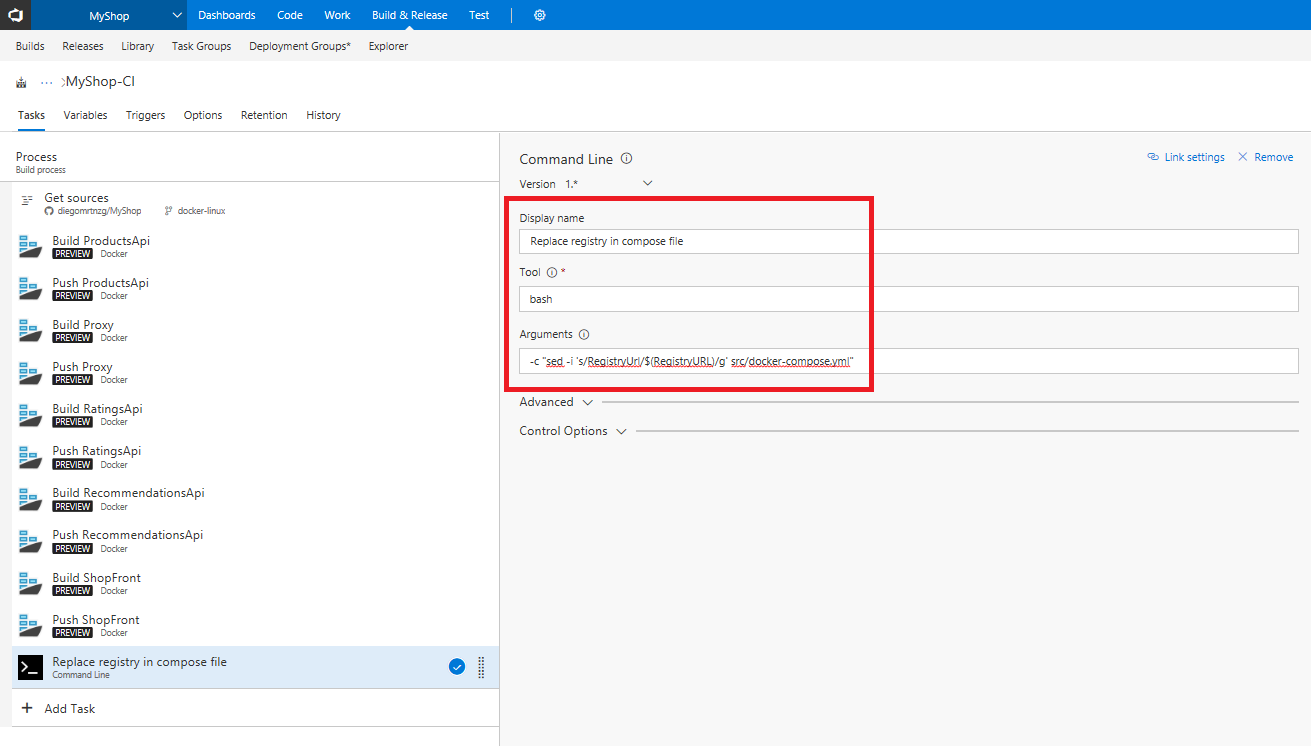 MyShop Dashboards Code Work Build & Release Test
Builds Releases Library Task Groups Deployment Groups* Explorer
... MyShop-CI
Tasks Variables Triggers Options Retention History
Process
Build process
Get sources
diegomrtnzg/MyShop docker-linux
Build ProductsApi
PREVIEW Docker
Push ProductsApi
PREVIEW Docker
Build Proxy
PREVIEW Docker
Push Proxy
PREVIEW Docker
Build RatingsApi
PREVIEW Docker
Push RatingsApi
PREVIEW Docker
Build RecommendationsApi
PREVIEW Docker
Push RecommendationsApi
PREVIEW Docker
Build ShopFront
PREVIEW Docker
Push ShopFront
PREVIEW Docker
Replace registry in compose file
Command Line
+ Add Task
Command Line
Link settings Remove
Version 1.*
Display name
Replace registry in compose file
Tool *
bash
Arguments
-c "sed -i 's/RegistryUrl/$(RegistryURL)/g' src/docker-compose.yml"
Advanced
Control Options